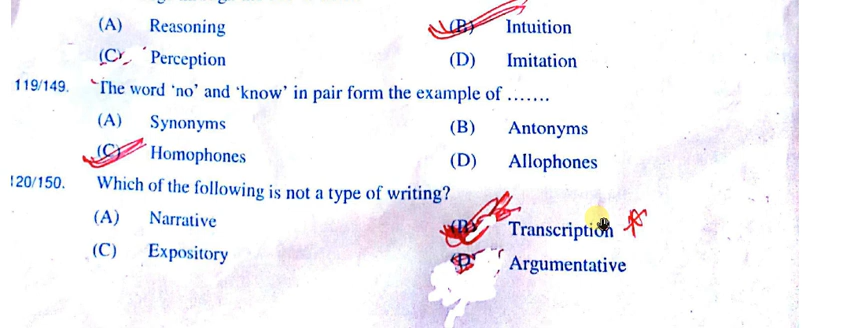 (A) Reasoning (B) Intuition
(C) Perception (D) Imitation
119/149. The word 'no' and 'know' in pair form the example of .......
(A) Synonyms (B) Antonyms
(C) Homophones (D) Allophones
120/150. Which of the following is not a type of writing?
(A) Narrative (B) Transcription
(C) Expository (D) Argumentative